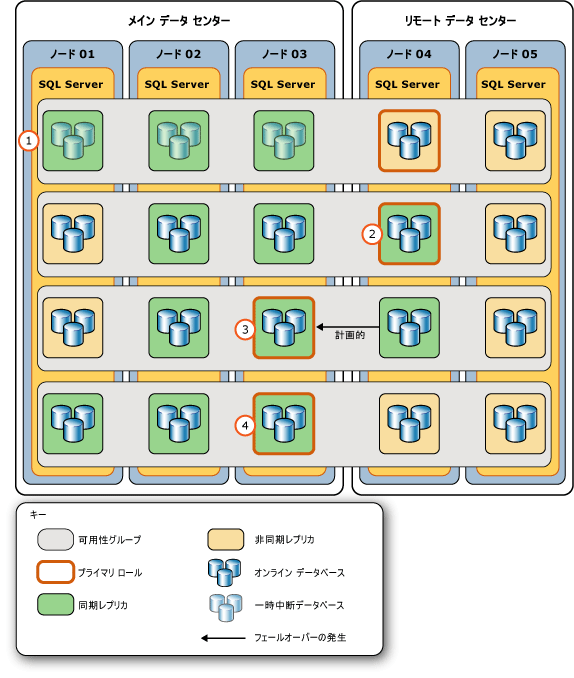 メイン データ センター
リモート データ センター
ノード 01
ノード 02
ノード 03
ノード 04
ノード 05
SQL Server
SQL Server
SQL Server
SQL Server
SQL Server
1
2
3
計画的
4
キー
可用性グループ
非同期レプリカ
プライマリ ロール
オンライン データベース
同期レプリカ
一時中断データベース
フェールオーバーの発生